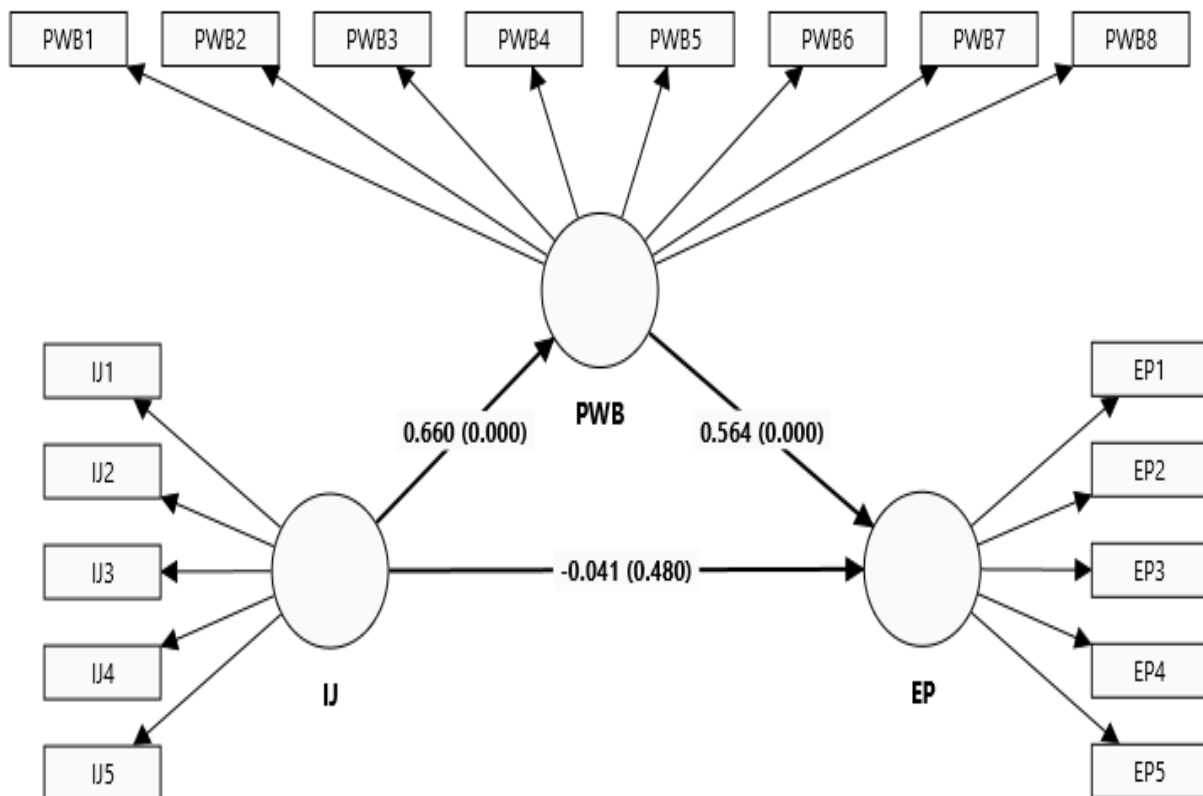 PWB1
PWB2
PWB3
PWB4
PWB5
PWB6
PWB7
PWB8
IJ1
IJ2
IJ3
IJ4
IJ5
PWB
0.660 (0.000)
0.564 (0.000)
-0.041 (0.480)
IJ
EP
EP1
EP2
EP3
EP4
EP5